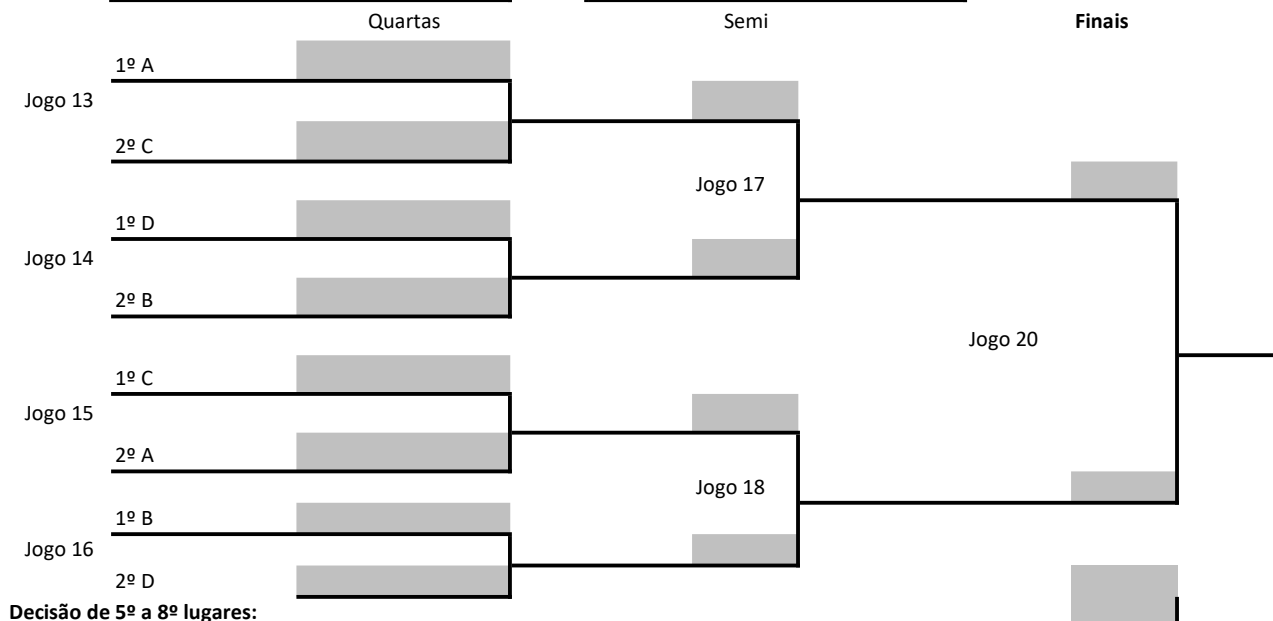 Quartas Semi Finais
1º A
Jogo 13
2º C
Jogo 17
1º D
Jogo 14
2º B
Jogo 20
1º C
Jogo 15
2º A
Jogo 18
1º B
Jogo 16
2º D
Decisão de 5º a 8º lugares: